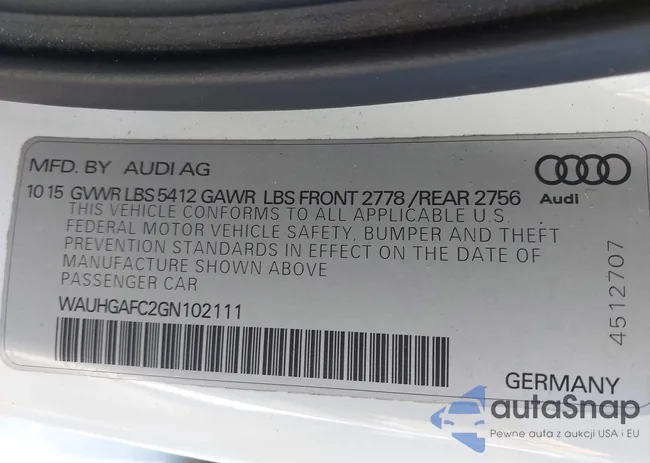 MFD. BY AUDI AG
10 15 GVWR LBS 5412 GAWR LBS FRONT 2778 /REAR 2756
THIS VEHICLE CONFORMS TO ALL APPLICABLE U.S.
FEDERAL MOTOR VEHICLE SAFETY, BUMPER AND THEFT
PREVENTION STANDARDS IN EFFECT ON THE DATE OF
MANUFACTURE SHOWN ABOVE
PASSENGER CAR
WAUHGAFC2GN102111
Audi
4512707
GERMANY
autaSnap
Pewne auta z aukcji USA i EU